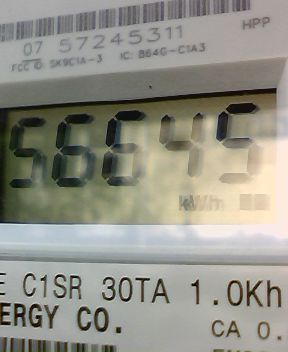 07 57245311
HPP
FCC ID: SK9C1A-3 IC: 864G-C1A3
56645
kWh
E C1SR 30TA 1.0Kh
ERGY CO.
CA 0.